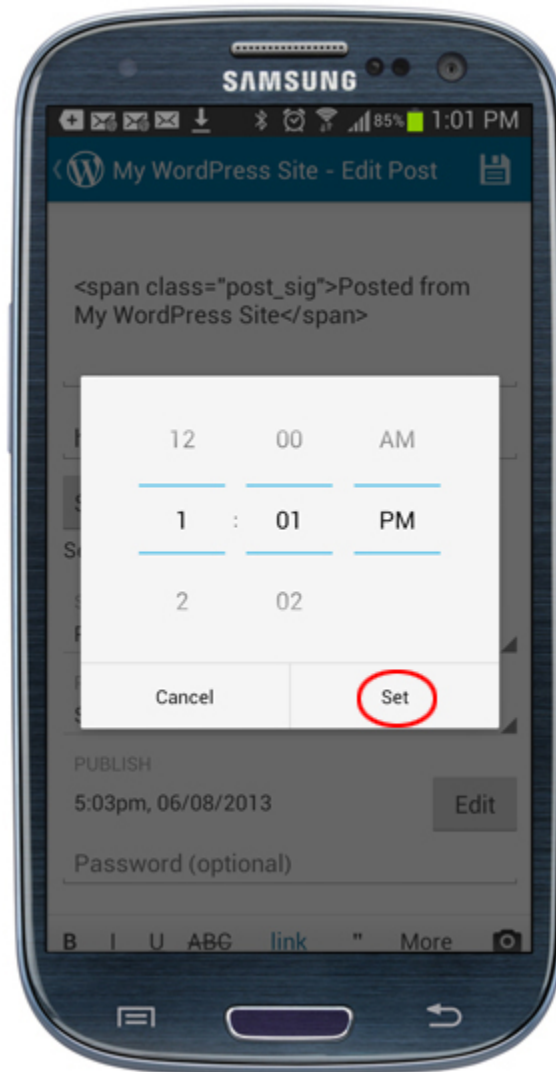 SAMSUNG
85% 1:01 PM
My WordPress Site - Edit Post
<span class="post_sig">Posted from
My WordPress Site</span>
12 00 AM
1 : 01 PM
2 02
Cancel Set
PUBLISH
5:03pm, 06/08/2013 Edit
Password (optional)
B I U ABC link " More